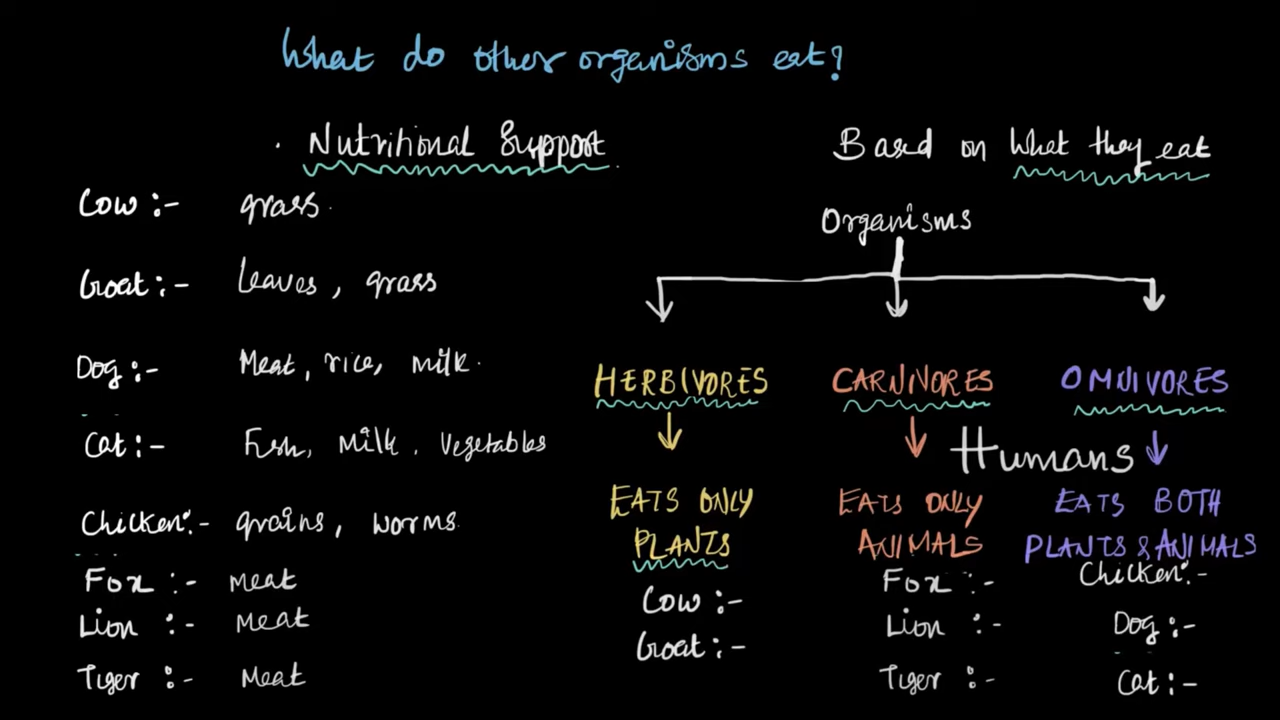 What do other organisms eat?
· Nutritional Support
Cow :- grass.
Goat :- Leaves, grass
Dog :- Meat, rice, milk.
Cat :- Fish, milk, vegetables
Chicken :- grains, worms.
Fox :- Meat
Lion :- Meat
Tiger :- Meat
Based on what they eat
Organisms
HERBIVORES CARNIVORES OMNIVORES
Humans
EATS ONLY PLANTS
Cow :-
Goat :-
EATS ONLY ANIMALS
Fox :-
Lion :-
Tiger :-
EATS BOTH
PLANTS & ANIMALS
Chicken :-
Dog :-
Cat :-